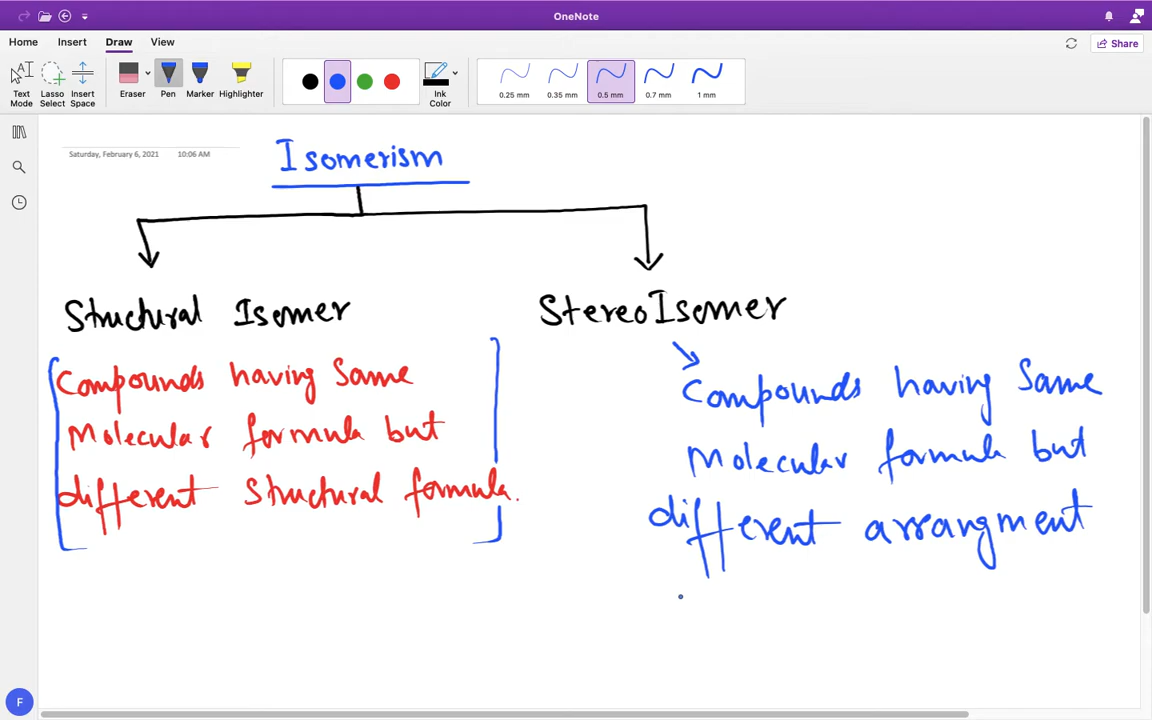 OneNote
Home Insert Draw View
Share
Text Mode
Lasso Select
Insert Space
Eraser
Pen
Marker
Highlighter
Ink Color
0.25 mm
0.35 mm
0.5 mm
0.7 mm
1 mm
Saturday, February 6, 2021 10:06 AM
Isomerism
Structural Isomer
StereoIsomer
Compounds having Same
Molecular formula but
different Structural formula.
Compounds having Same
Molecular formula but
different arrangment
F